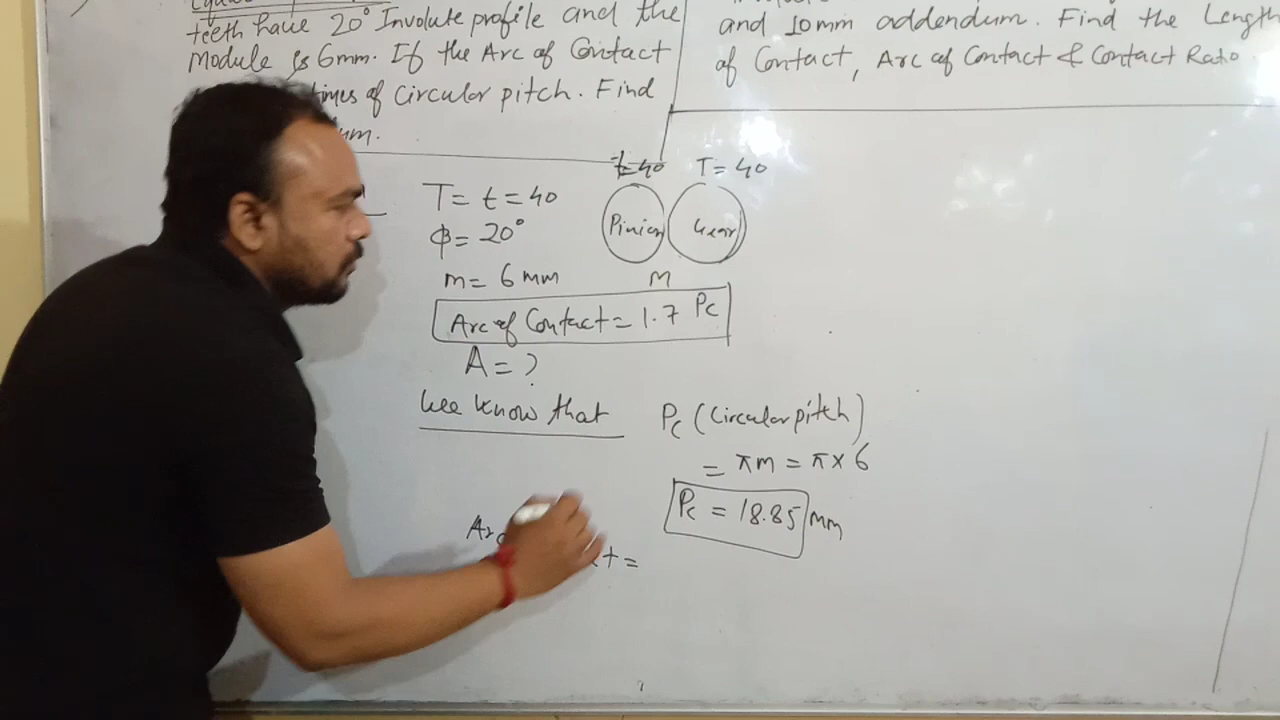 teeth have 20° Involute profile and the
module is 6mm. If the Arc of Contact
times of circular pitch. Find
and 10mm addendum. Find the Length
of Contact, Arc of Contact & Contact Ratio.
t=40 T=40
Pinion Gear
M
T= t=40
Φ= 20°
m= 6mm
Arc of Contact= 1.7 Pc
A=?
we know that
Pc (Circular pitch)
= πm = π×6
Pc = 18.85 mm